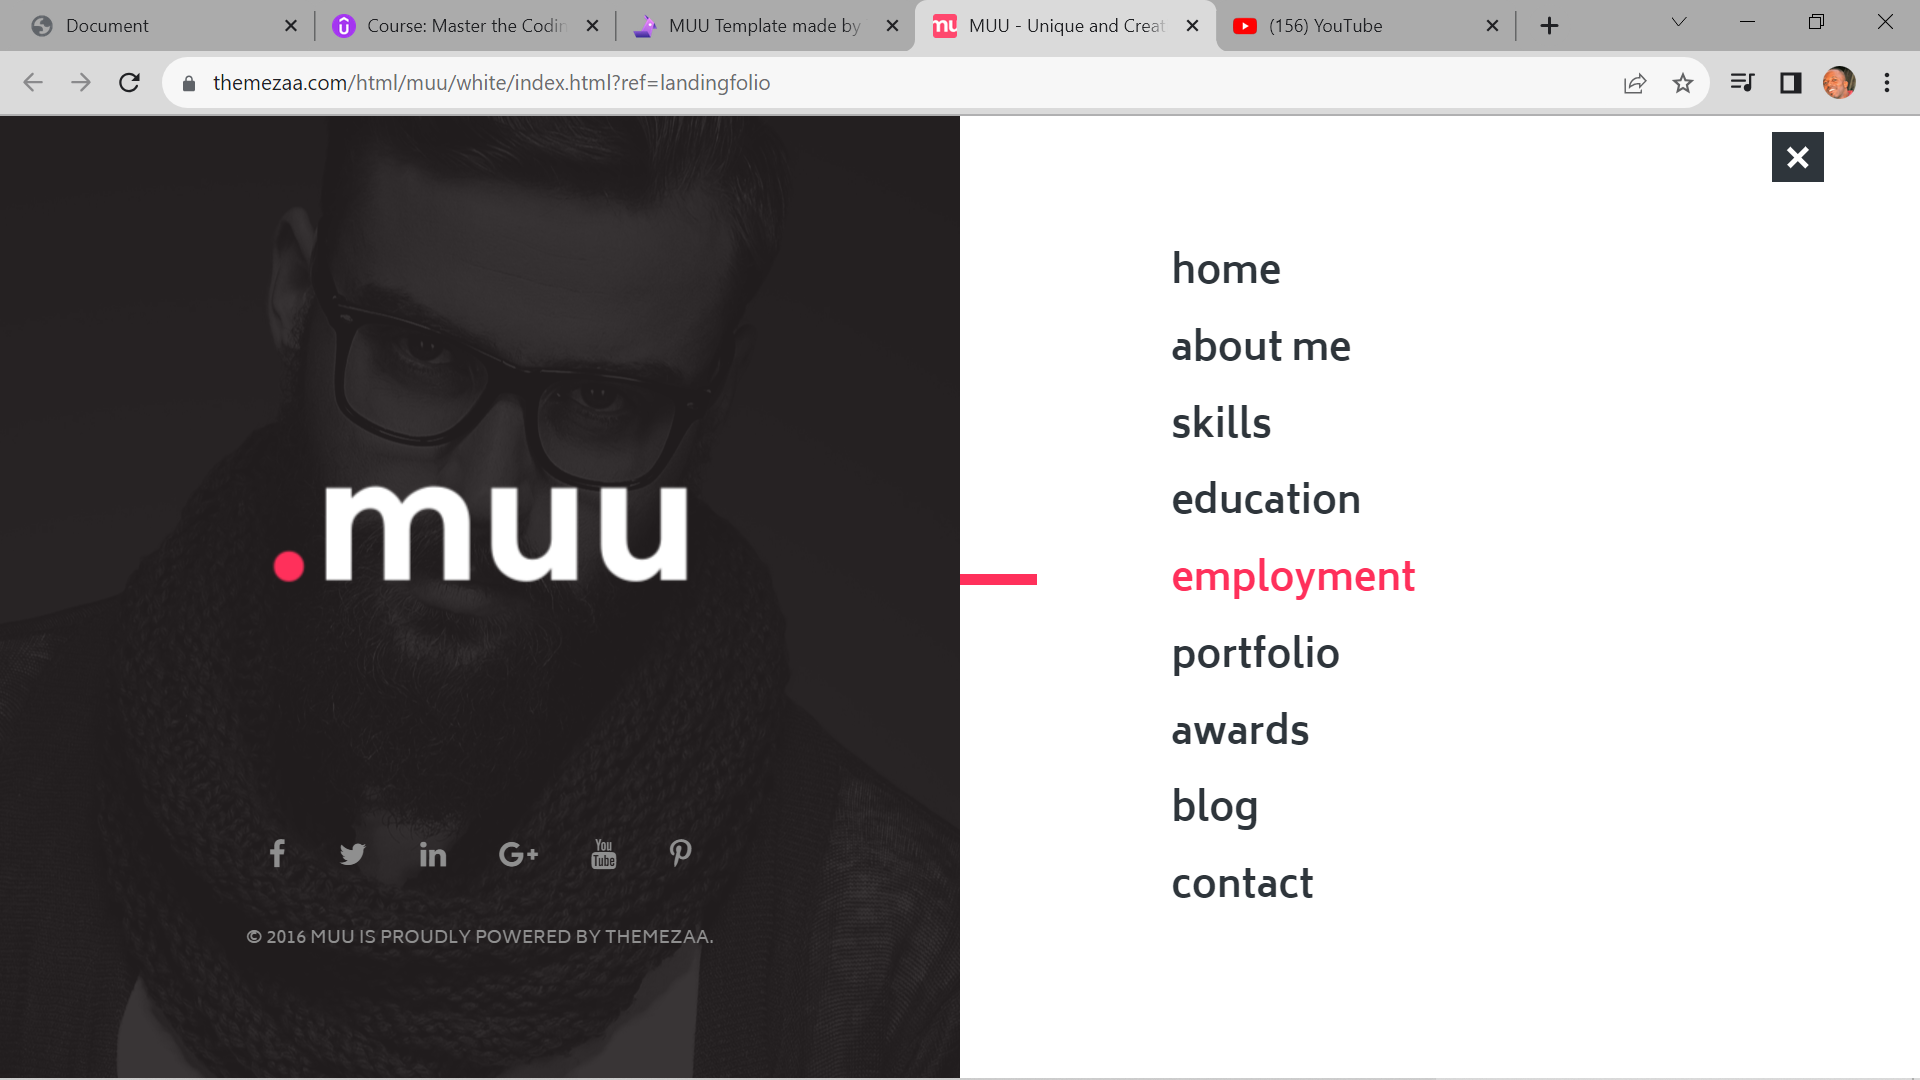 Document
Course: Master the Codin
MUU Template made by
mu
MUU - Unique and Creat
(156) YouTube
themezaa.com/html/muu/white/index.html?ref=landingfolio
.muu
You
Tube
© 2016 MUU IS PROUDLY POWERED BY THEMEZAA.
home
about me
skills
education
employment
portfolio
awards
blog
contact